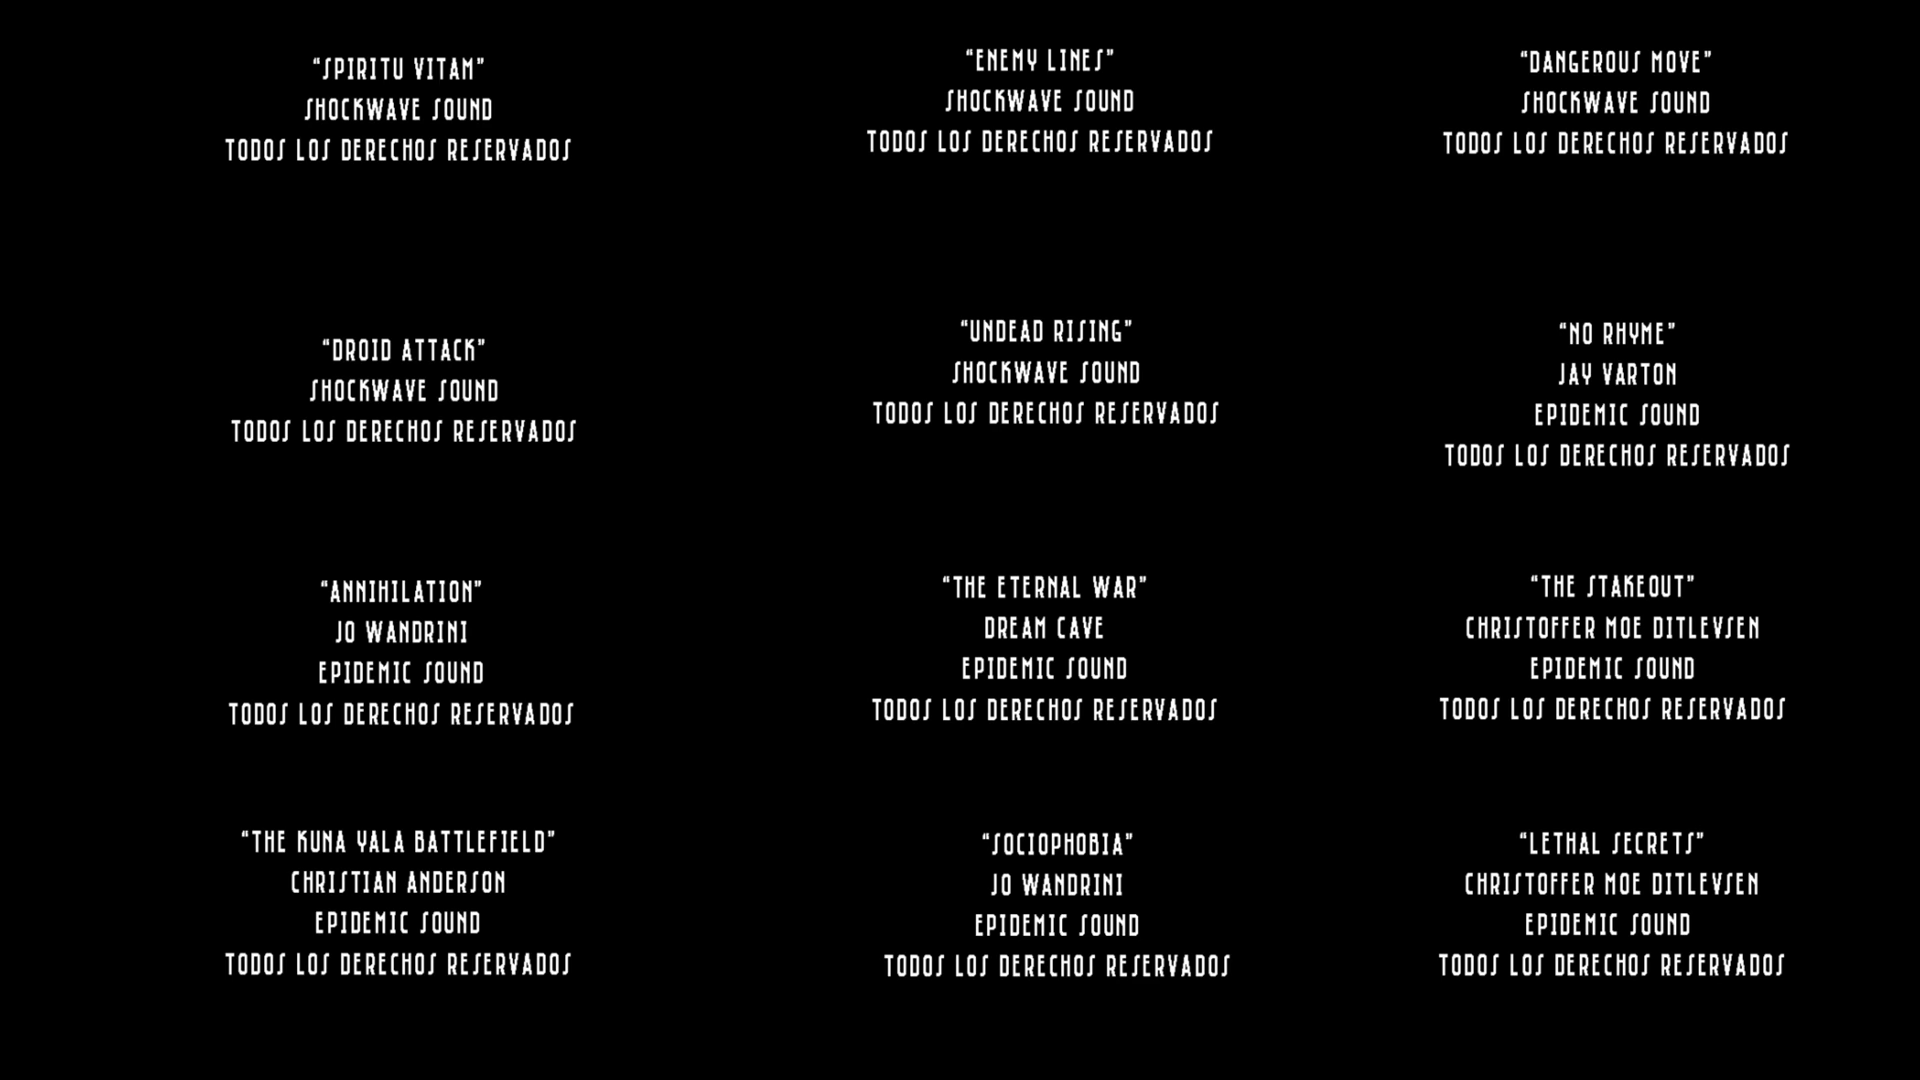 “SPIRITU VITAM”
SHOCKWAVE SOUND
TODOS LOS DERECHOS RESERVADOS
“ENEMY LINES”
SHOCKWAVE SOUND
TODOS LOS DERECHOS RESERVADOS
“DANGEROUS MOVE”
SHOCKWAVE SOUND
TODOS LOS DERECHOS RESERVADOS
“DROID ATTACK”
SHOCKWAVE SOUND
TODOS LOS DERECHOS RESERVADOS
“UNDEAD RISING”
SHOCKWAVE SOUND
TODOS LOS DERECHOS RESERVADOS
“NO RHYME”
JAY VARTON
EPIDEMIC SOUND
TODOS LOS DERECHOS RESERVADOS
“ANNIHILATION”
JO WANDRINI
EPIDEMIC SOUND
TODOS LOS DERECHOS RESERVADOS
“THE ETERNAL WAR”
DREAM CAVE
EPIDEMIC SOUND
TODOS LOS DERECHOS RESERVADOS
“THE STAKEOUT”
CHRISTOFFER MOE DITLEVSEN
EPIDEMIC SOUND
TODOS LOS DERECHOS RESERVADOS
“THE KUNA YALA BATTLEFIELD”
CHRISTIAN ANDERSON
EPIDEMIC SOUND
TODOS LOS DERECHOS RESERVADOS
“SOCIOPHOBIA”
JO WANDRINI
EPIDEMIC SOUND
TODOS LOS DERECHOS RESERVADOS
“LETHAL SECRETS”
CHRISTOFFER MOE DITLEVSEN
EPIDEMIC SOUND
TODOS LOS DERECHOS RESERVADOS